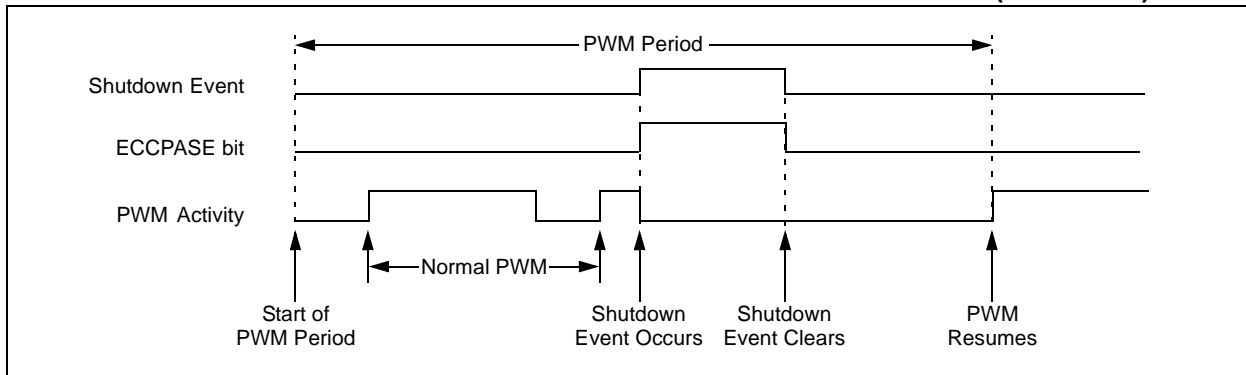 PWM Period
Shutdown Event
ECCPASE bit
PWM Activity
Normal PWM
Start of
PWM Period
Shutdown
Event Occurs
Shutdown
Event Clears
PWM
Resumes